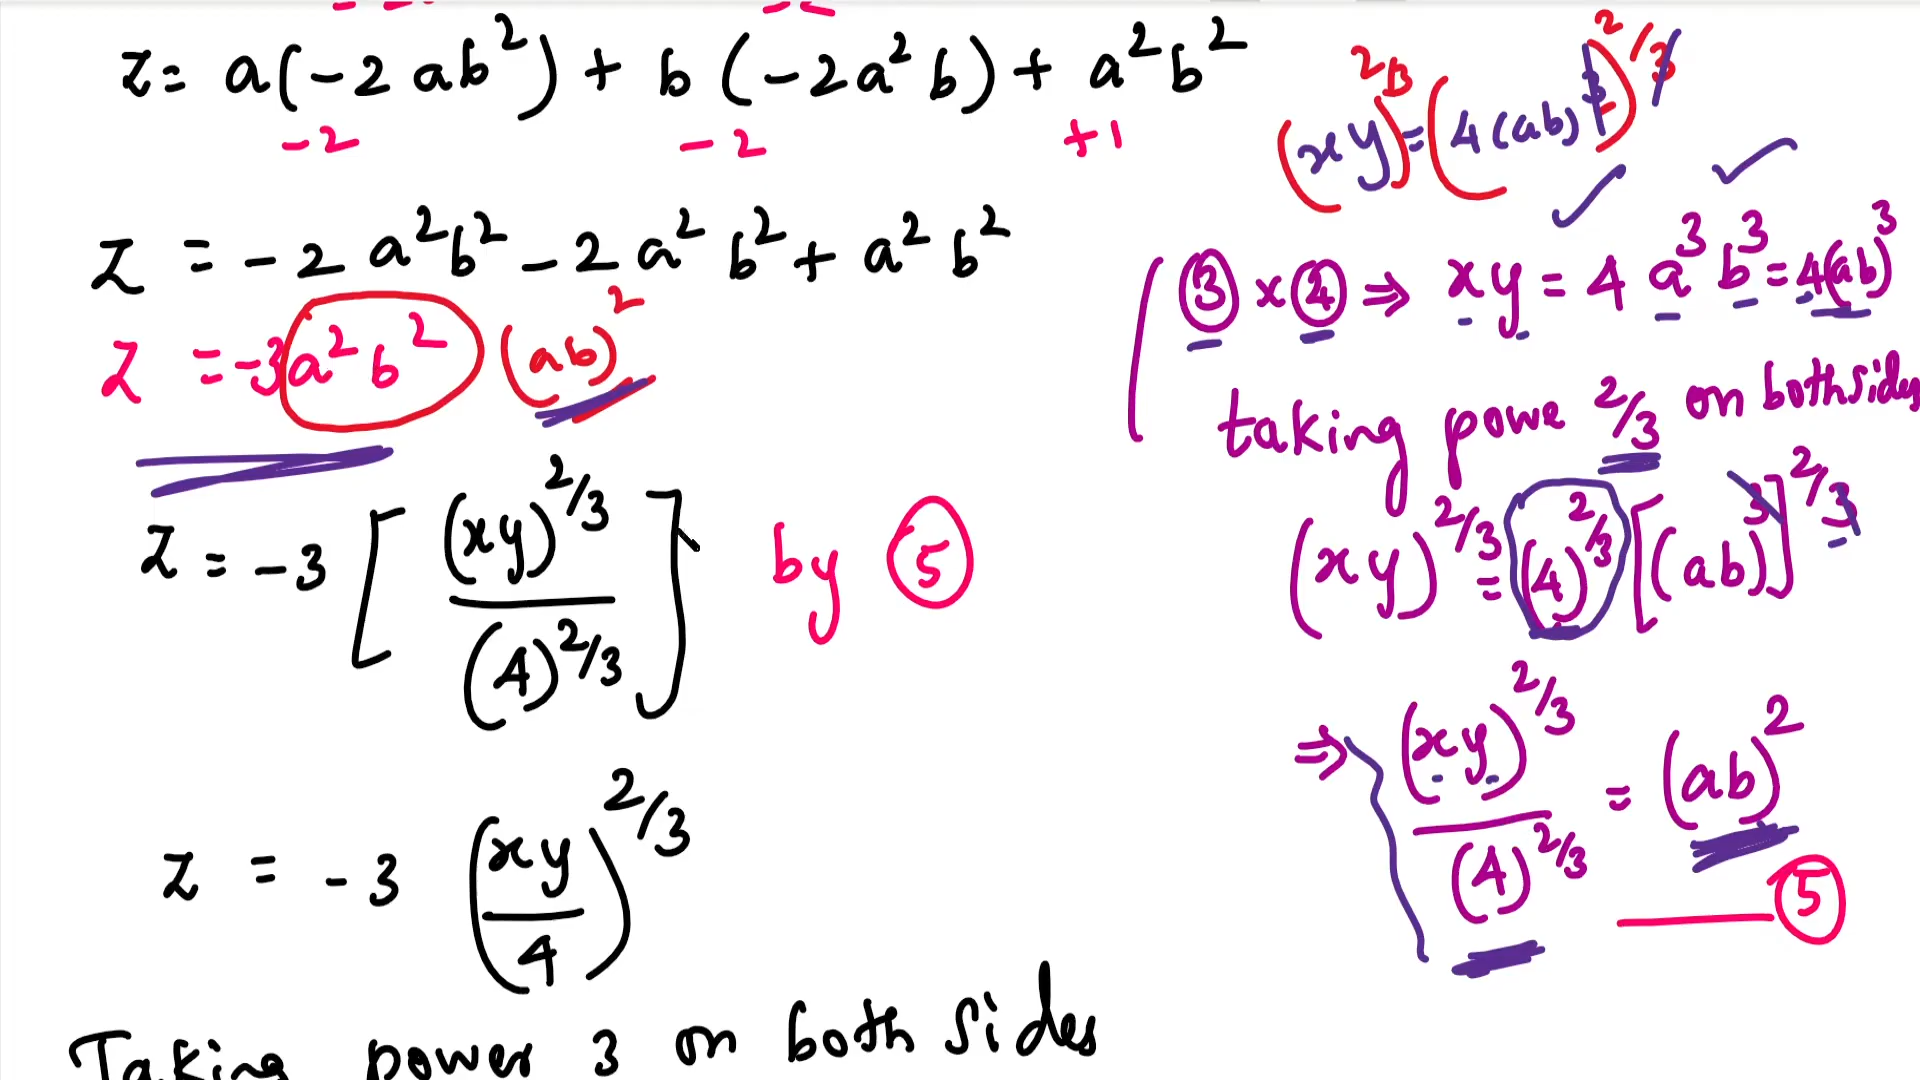 z = a(-2ab²) + b(-2a²b) + a²b²
-2 -2 +1
z = -2a²b² - 2a²b² + a²b²
z = -3a²b² (ab)²
z = -3 [ (xy)^2/3 / (4)^2/3 ] by ⑤
z = -3 (xy/4)^2/3
Taking power 3 on both sides
(xy)^2/3 = (4(ab)³)^2/3
③ × ④ ⇒ xy = 4a³b³ = 4(ab)³
taking powe 2/3 on bothsides
(xy)^2/3 = (4)^2/3 [(ab)³]^2/3
⇒ (xy)^2/3 / (4)^2/3 = (ab)²
⑤